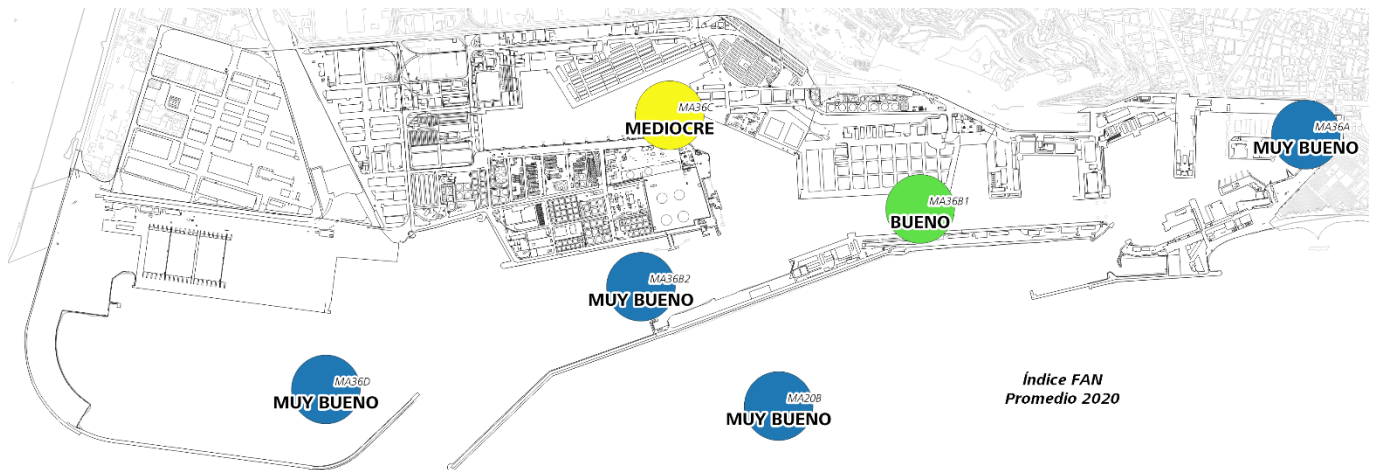 MA36C
MEDIOCRE
MA36A
MUY BUENO
MA36B1
BUENO
MA36B2
MUY BUENO
MA36D
MUY BUENO
MA20B
MUY BUENO
Índice FAN
Promedio 2020